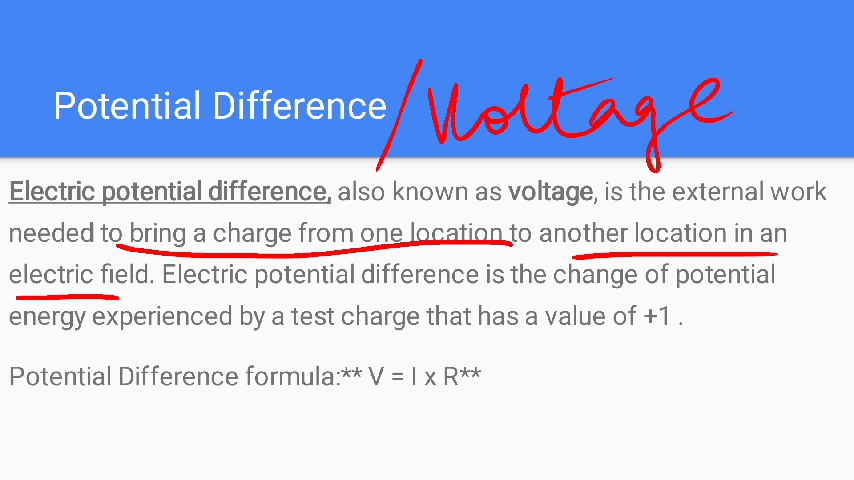 Potential Difference /Voltage
Electric potential difference, also known as voltage, is the external work
needed to bring a charge from one location to another location in an
electric field. Electric potential difference is the change of potential
energy experienced by a test charge that has a value of +1 .
Potential Difference formula:** V = I x R**